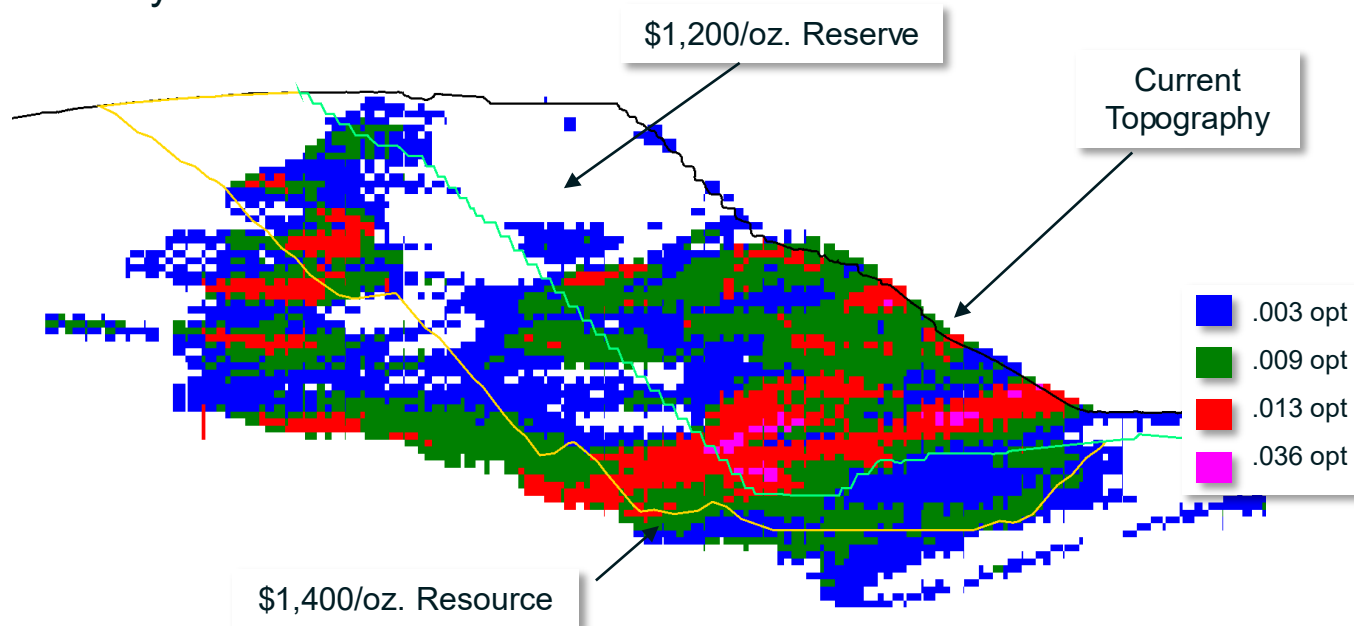 $1,200/oz. Reserve
Current
Topography
.003 opt
.009 opt
.013 opt
.036 opt
$1,400/oz. Resource